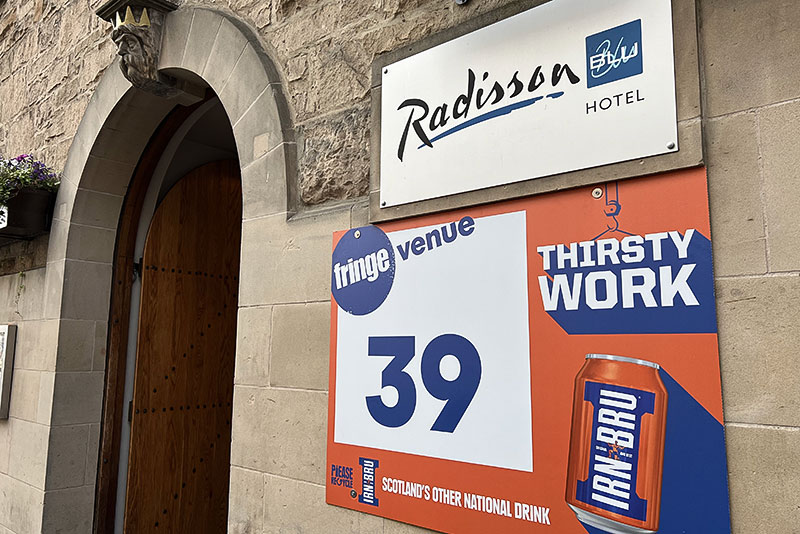 Radisson BLU
HOTEL
fringe venue
39
THIRSTY
WORK
IRN-BRU
PLEASE
RECYCLE
IRN-BRU
SCOTLAND'S OTHER NATIONAL DRINK